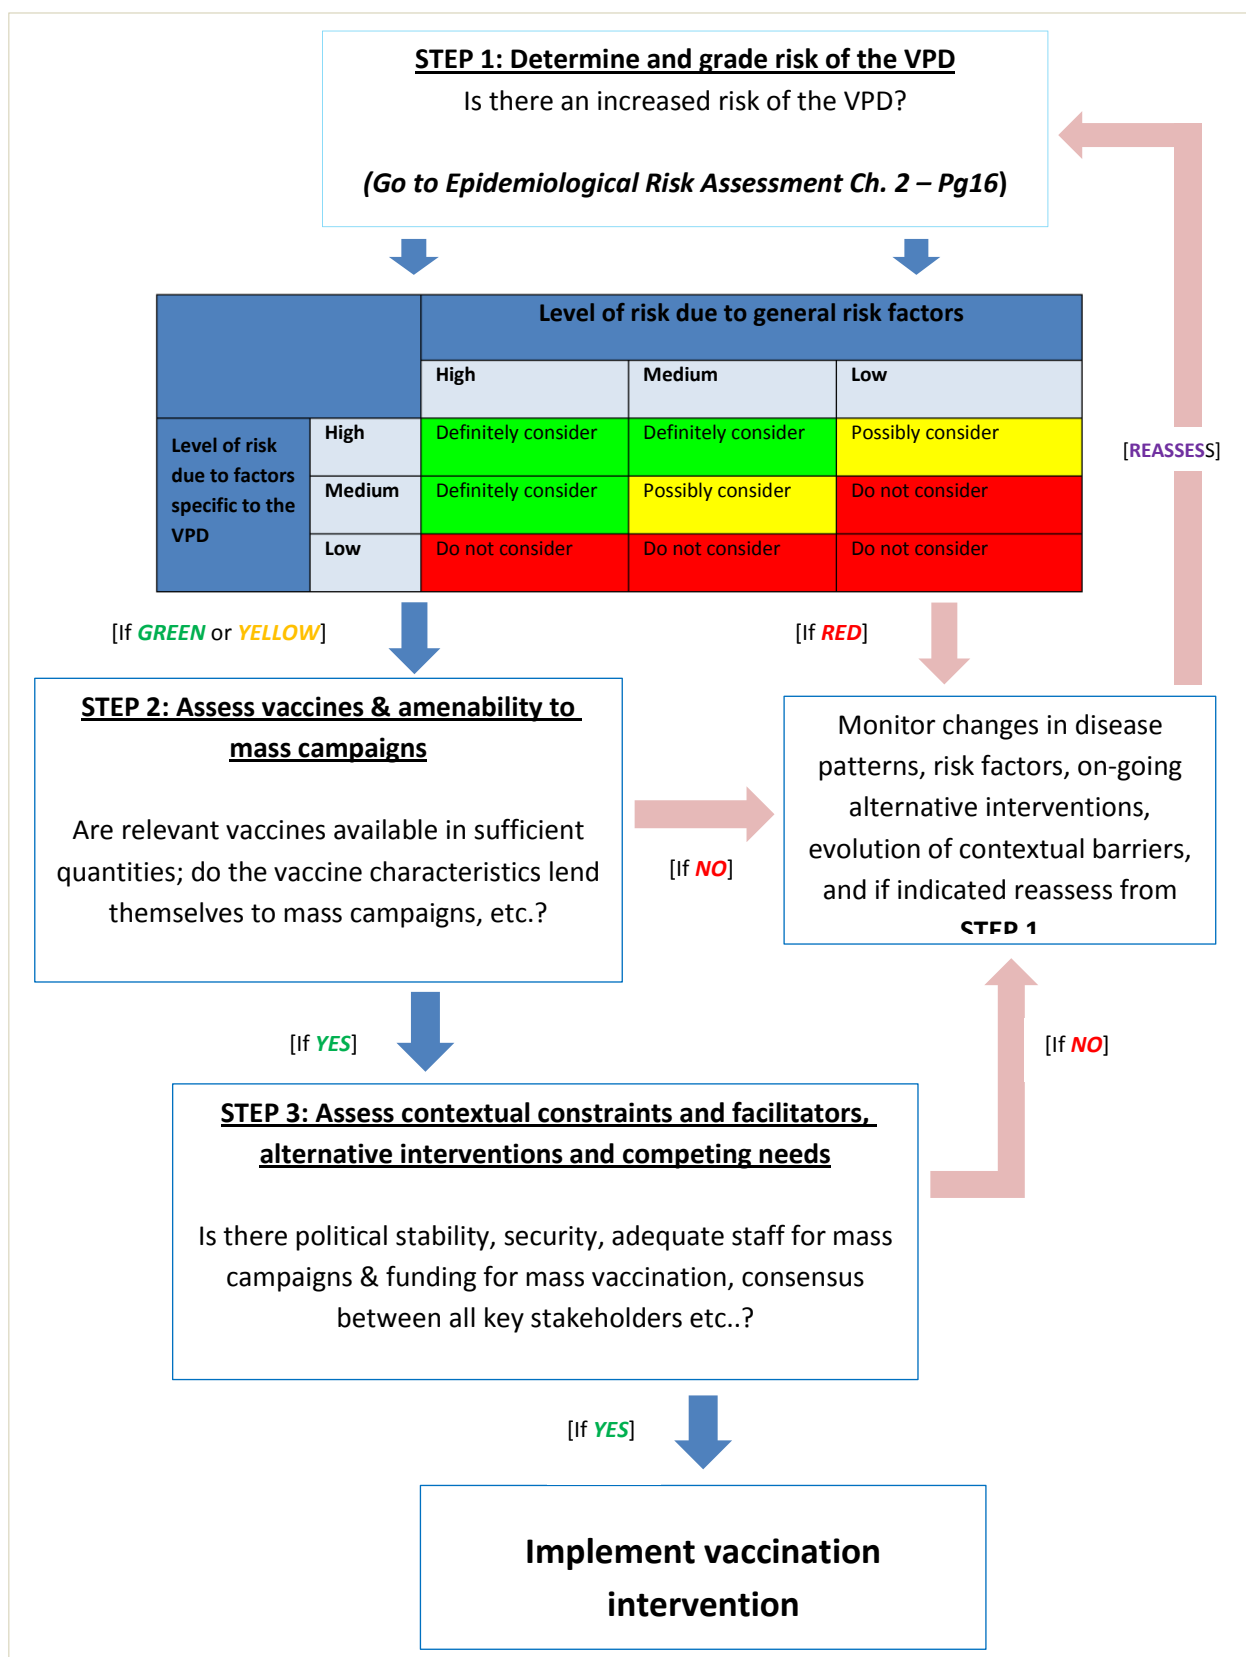 STEP 1: Determine and grade risk of the VPD
Is there an increased risk of the VPD?
(Go to Epidemiological Risk Assessment Ch. 2 – Pg16)
Level of risk due to general risk factors
High Medium Low
Level of risk
due to factors
specific to the
VPD
High Definitely consider Definitely consider Possibly consider
Medium Definitely consider Possibly consider Do not consider
Low Do not consider Do not consider Do not consider
[REASSESS]
[If GREEN or YELLOW]
[If RED]
STEP 2: Assess vaccines & amenability to
mass campaigns
Are relevant vaccines available in sufficient
quantities; do the vaccine characteristics lend
themselves to mass campaigns, etc.?
[If NO]
Monitor changes in disease
patterns, risk factors, on-going
alternative interventions,
evolution of contextual barriers,
and if indicated reassess from
STEP 1
[If YES]
[If NO]
STEP 3: Assess contextual constraints and facilitators,
alternative interventions and competing needs
Is there political stability, security, adequate staff for mass
campaigns & funding for mass vaccination, consensus
between all key stakeholders etc..?
[If YES]
Implement vaccination
intervention